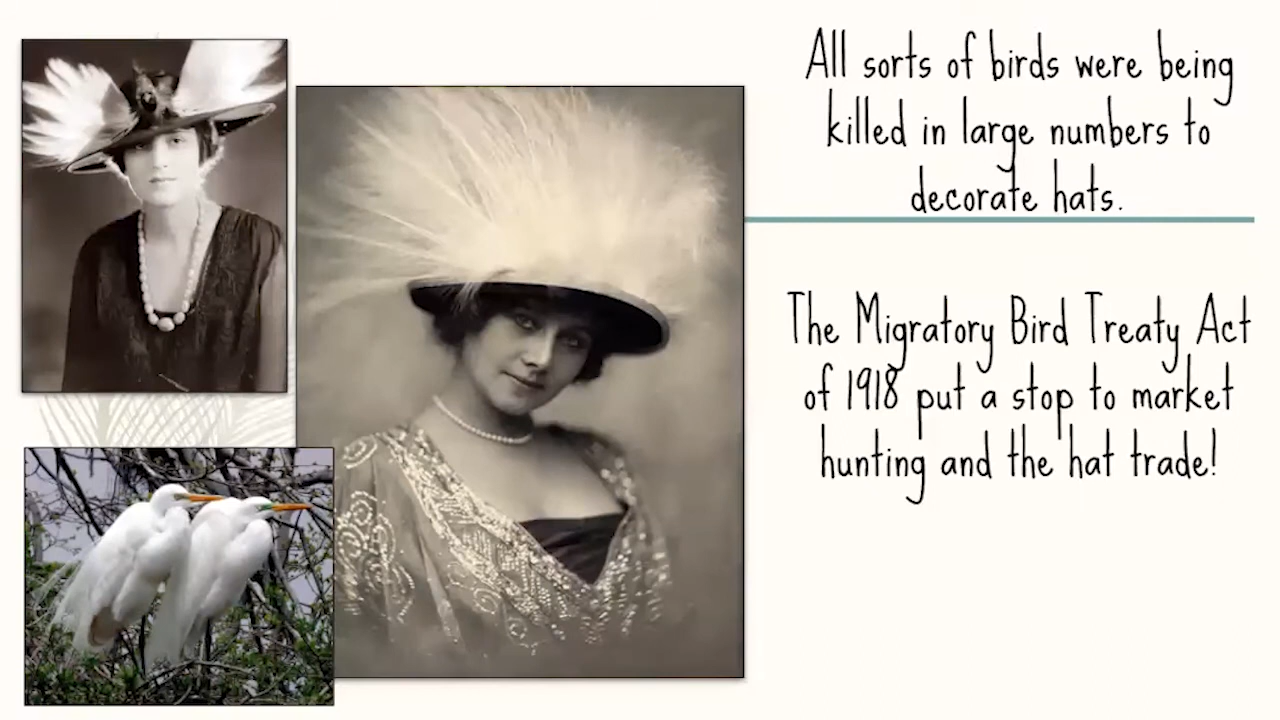 All sorts of birds were being
killed in large numbers to
decorate hats.
The Migratory Bird Treaty Act
of 1918 put a stop to market
hunting and the hat trade!